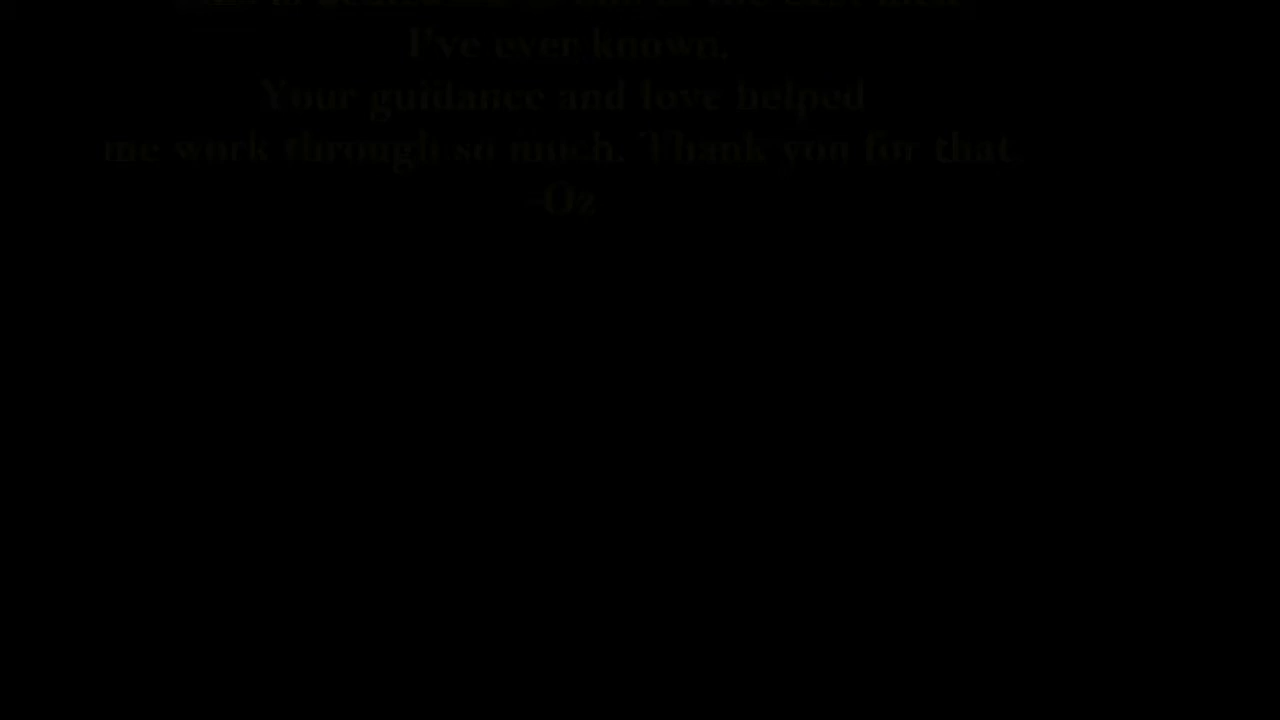 I've ever known.
Your guidance and love helped
me work through so much. Thank you for that.
-Oz